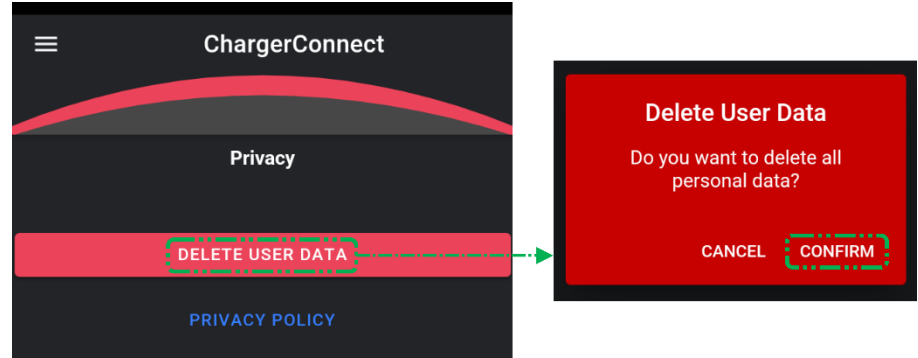 ChargerConnect
Privacy
DELETE USER DATA
PRIVACY POLICY
Delete User Data
Do you want to delete all
personal data?
CANCEL CONFIRM